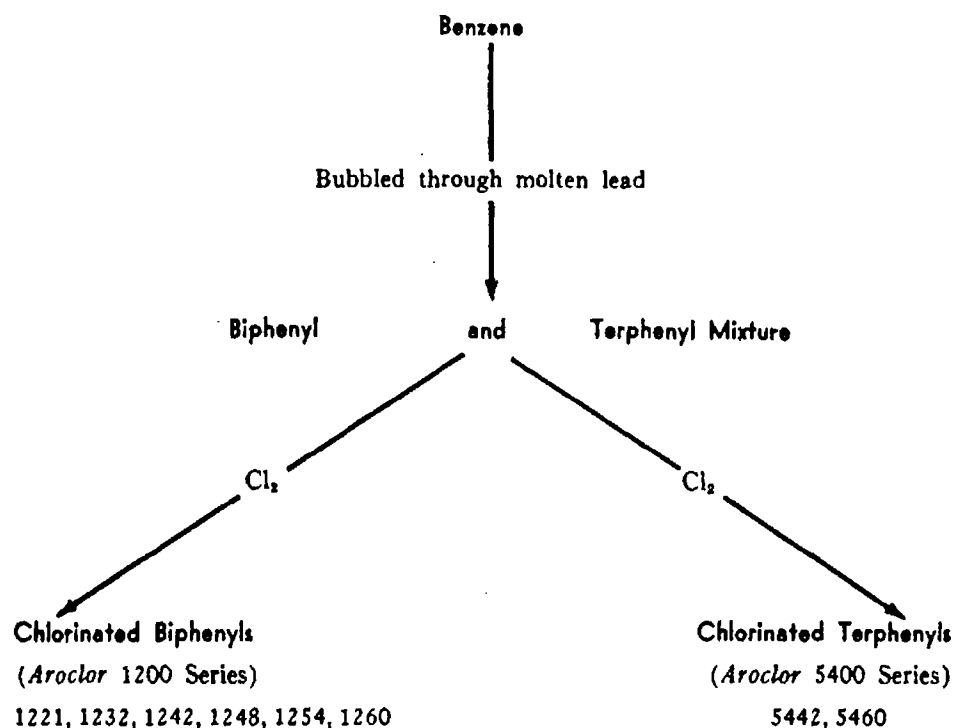 Benzene
Bubbled through molten lead
Biphenyl and Terphenyl Mixture
Cl₂ Cl₂
Chlorinated Biphenyls Chlorinated Terphenyls
(Aroclor 1200 Series) (Aroclor 5400 Series)
1221, 1232, 1242, 1248, 1254, 1260 5442, 5460